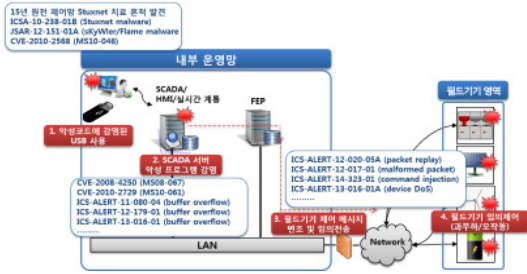 15년 원전 제어망 Stuxnet 치료 흔적 발견
ICSA-10-238-01B (Stuxnet malware)
JSAR-12-151-01A (sKyWIer/Flame malware
CVE-2010-2568 (MS10-046)
내부 운영망
SCADA/
HMI/실시간 계통
FEP
필드기기 영역
1. 악성코드에 감염된
USB 사용
2. SCADA 서버
악성 프로그램 감염
ICS-ALERT-12-020-05A (packet replay)
ICS-ALERT-12-017-01 (malformed packet)
ICS-ALERT-14-323-01 (command injection)
ICS-ALERT-13-016-01A (device DoS)
.........
CVE-2008-4250 (MS08-067)
CVE-2010-2729 (MS10-061)
ICS-ALERT-11-080-04 (buffer overflow)
ICS-ALERT-12-179-01 (buffer overflow)
ICS-ALERT-13-016-01 (buffer overflow)
.........
3. 필드기기 제어 메시지
변조 및 임의전송
4. 필드기기 임의제어
(과부하/오작동)
LAN
Network